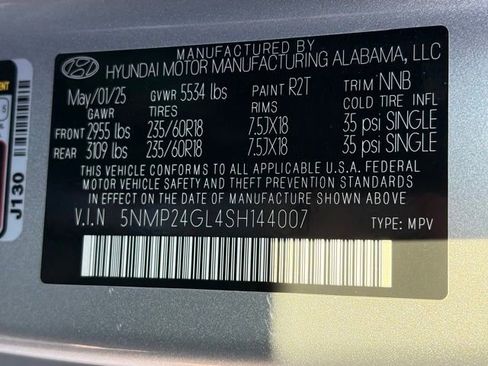 MANUFACTURED BY
HYUNDAI MOTOR MANUFACTURING ALABAMA, LLC
May/01/25 GVWR 5534 lbs PAINT R2T TRIM NNB
GAWR TIRES RIMS COLD TIRE INFL
FRONT 2955 lbs 235/60R18 7.5JX18 35 psi SINGLE
REAR 3109 lbs 235/60R18 7.5JX18 35 psi SINGLE
THIS VEHICLE CONFORMS TO ALL APPLICABLE U.S.A. FEDERAL
MOTOR VEHICLE SAFETY AND THEFT PREVENTION STANDARDS
IN EFFECT ON THE DATE OF MANUFACTURE SHOWN ABOVE.
V.I.N 5NMP24GL4SH144007 TYPE: MPV
J130
5